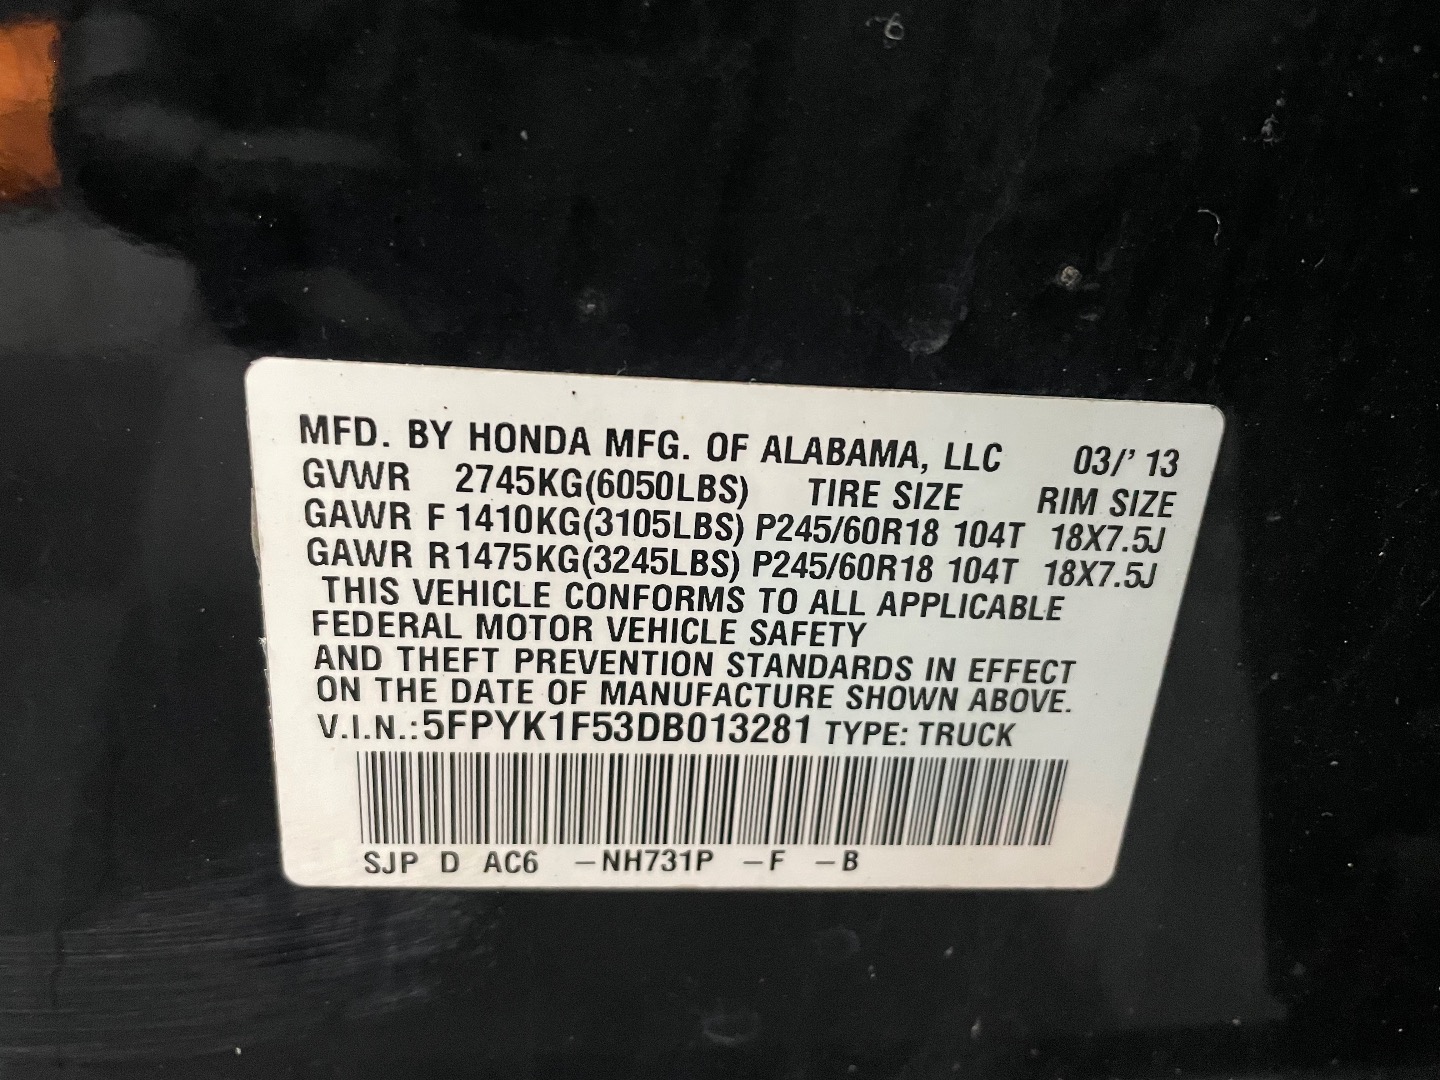 MFD. BY HONDA MFG. OF ALABAMA, LLC 03/' 13
GVWR 2745KG(6050LBS) TIRE SIZE RIM SIZE
GAWR F 1410KG(3105LBS) P245/60R18 104T 18X7.5J
GAWR R 1475KG(3245LBS) P245/60R18 104T 18X7.5J
THIS VEHICLE CONFORMS TO ALL APPLICABLE
FEDERAL MOTOR VEHICLE SAFETY
AND THEFT PREVENTION STANDARDS IN EFFECT
ON THE DATE OF MANUFACTURE SHOWN ABOVE.
V.I.N.: 5FPYK1F53DB013281 TYPE: TRUCK
SJP D AC6 -NH731P -F -B